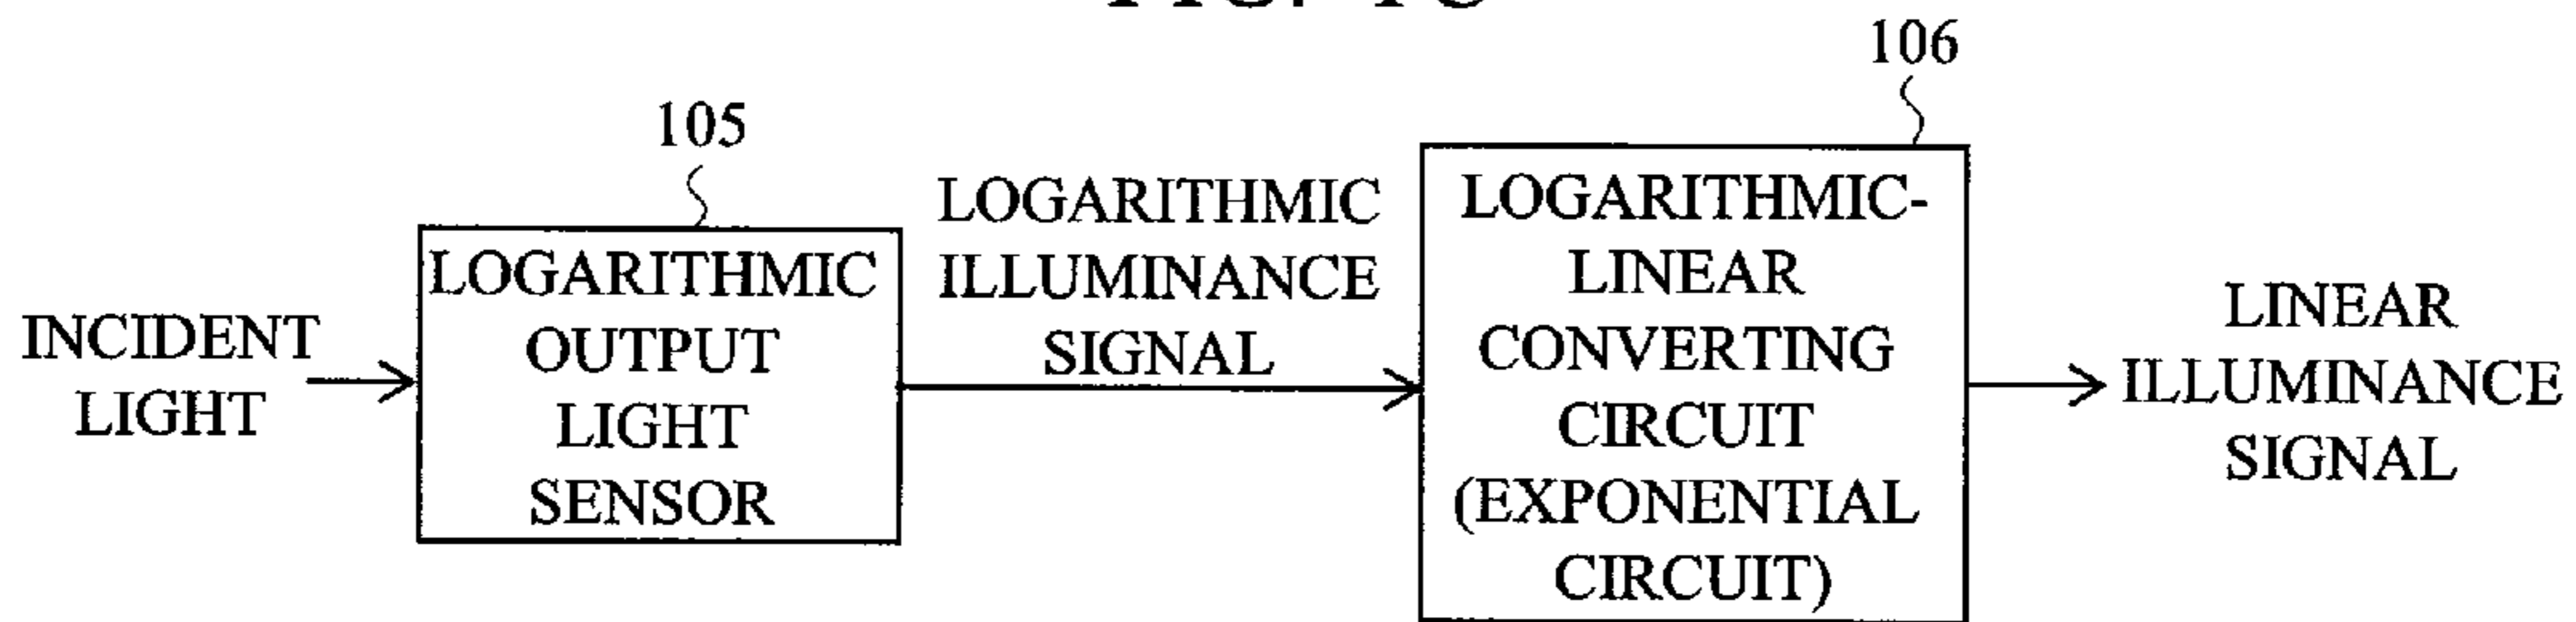 106
105
INCIDENT
LIGHT
LOGARITHMIC
OUTPUT
LIGHT
SENSOR
LOGARITHMIC
ILLUMINANCE
SIGNAL
LOGARITHMIC-
LINEAR
CONVERTING
CIRCUIT
(EXPONENTIAL
CIRCUIT)
LINEAR
ILLUMINANCE
SIGNAL